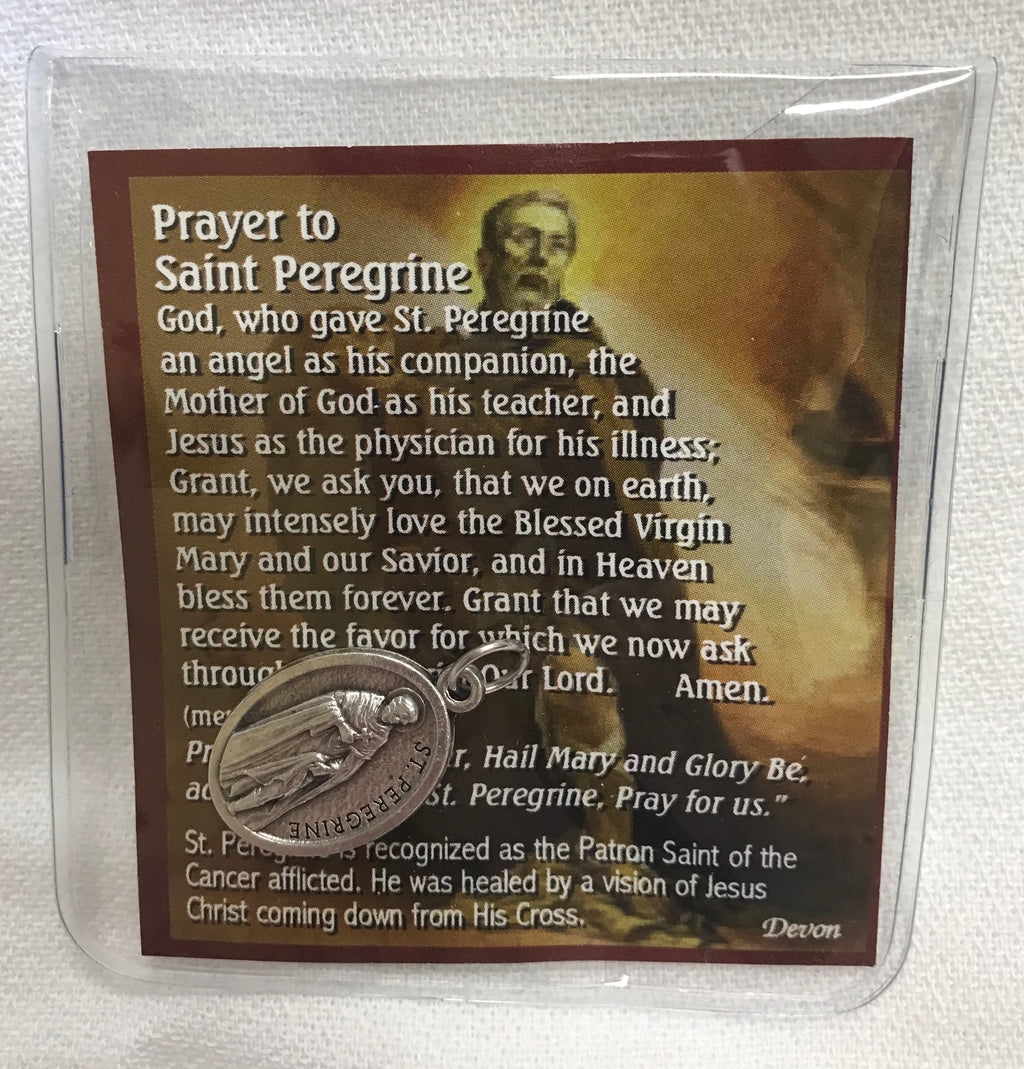 Prayer to
Saint Peregrine
God, who gave St. Peregrine
an angel as his companion, the
Mother of God as his teacher, and
Jesus as the physician for his illness;
Grant, we ask you, that we on earth,
may intensely love the Blessed Virgin
Mary and our Savior, and in Heaven
bless them forever. Grant that we may
receive the favor for which we now ask
Our Lord. Amen.
Hail Mary and Glory Be,
St. Peregrine, Pray for us."
ST. PEREGRINE
St. Peregrine is recognized as the Patron Saint of the
Cancer afflicted. He was healed by a vision of Jesus
Christ coming down from His Cross.
Devon